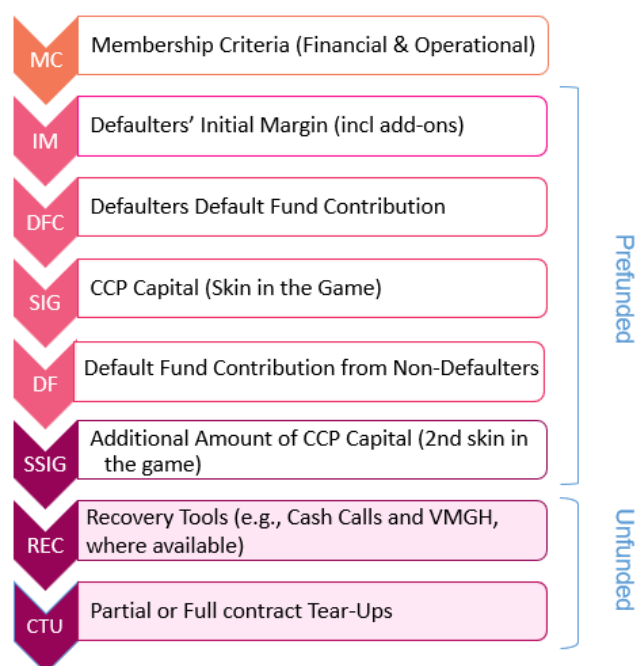 MC
Membership Criteria (Financial & Operational)
IM
Defaulters’ Initial Margin (incl add-ons)
DFC
Defaulters Default Fund Contribution
SIG
CCP Capital (Skin in the Game)
DF
Default Fund Contribution from Non-Defaulters
SSIG
Additional Amount of CCP Capital (2nd skin in
the game)
REC
Recovery Tools (e.g., Cash Calls and VMGH,
where available)
CTU
Partial or Full contract Tear-Ups
Prefunded
Unfunded